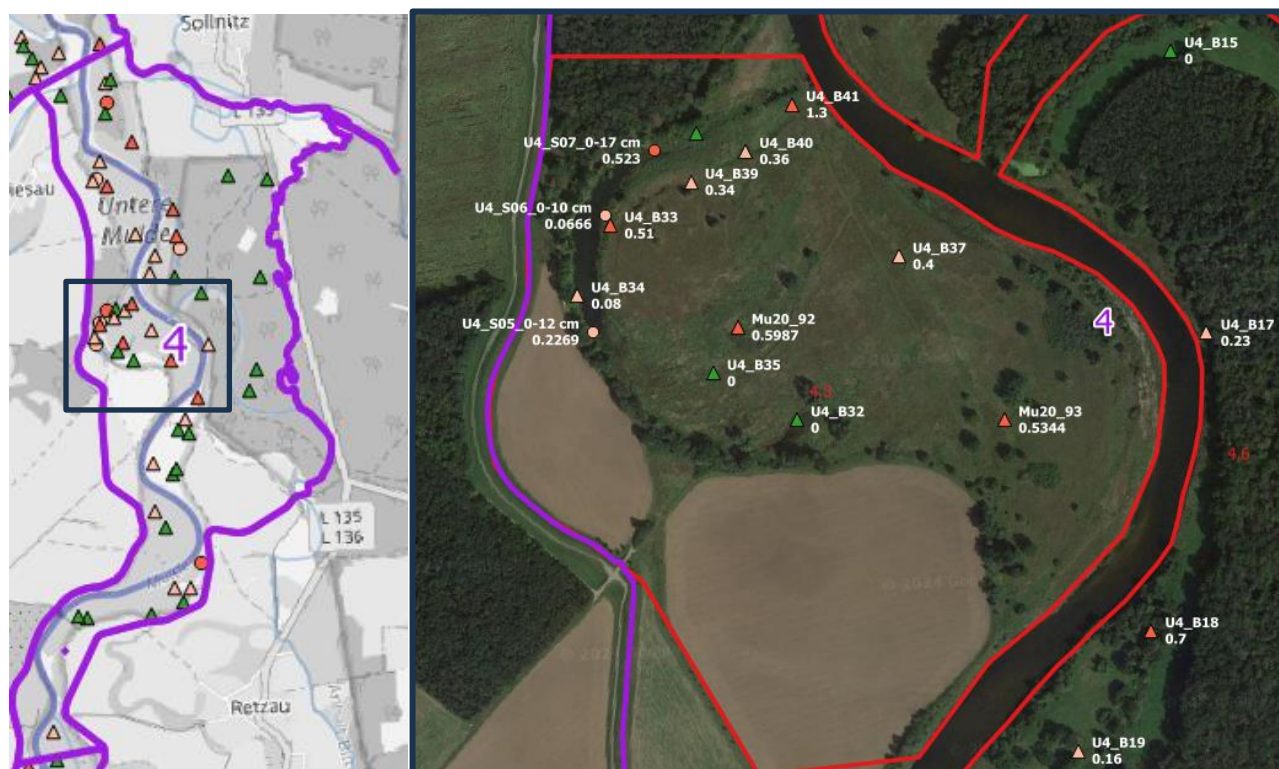 Sollnitz
L 135
Untere
Mulde
4
L 135
L 136
Retzau
U4_B15
0
U4_B41
1.3
U4_S07_0-17 cm
0.523
U4_B40
0.36
U4_B39
0.34
U4_S06_0-10 cm
0.0666
U4_B33
0.51
U4_B37
0.4
U4_B34
0.08
U4_S05_0-12 cm
0.2269
Mu20_92
0.5987
4
U4_B17
0.23
U4_B35
0
U4_B32
0
Mu20_93
0.5344
4.6
U4_B18
0.7
U4_B19
0.16